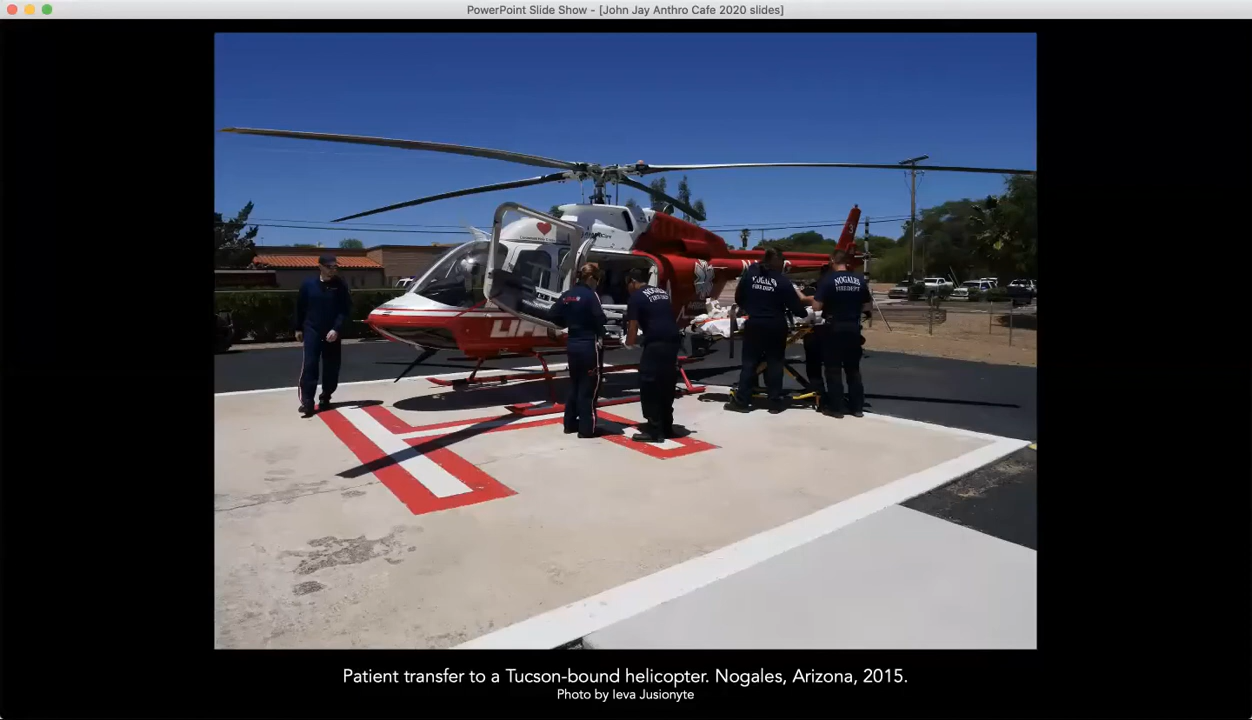 PowerPoint Slide Show - [John Jay Anthro Cafe 2020 slides]
NOGALES
FIRE DEPT
NOGALES
FIRE DEPT
NOGALES
FIRE DEPT
3
Patient transfer to a Tucson-bound helicopter. Nogales, Arizona, 2015.
Photo by Ieva Jusionyte